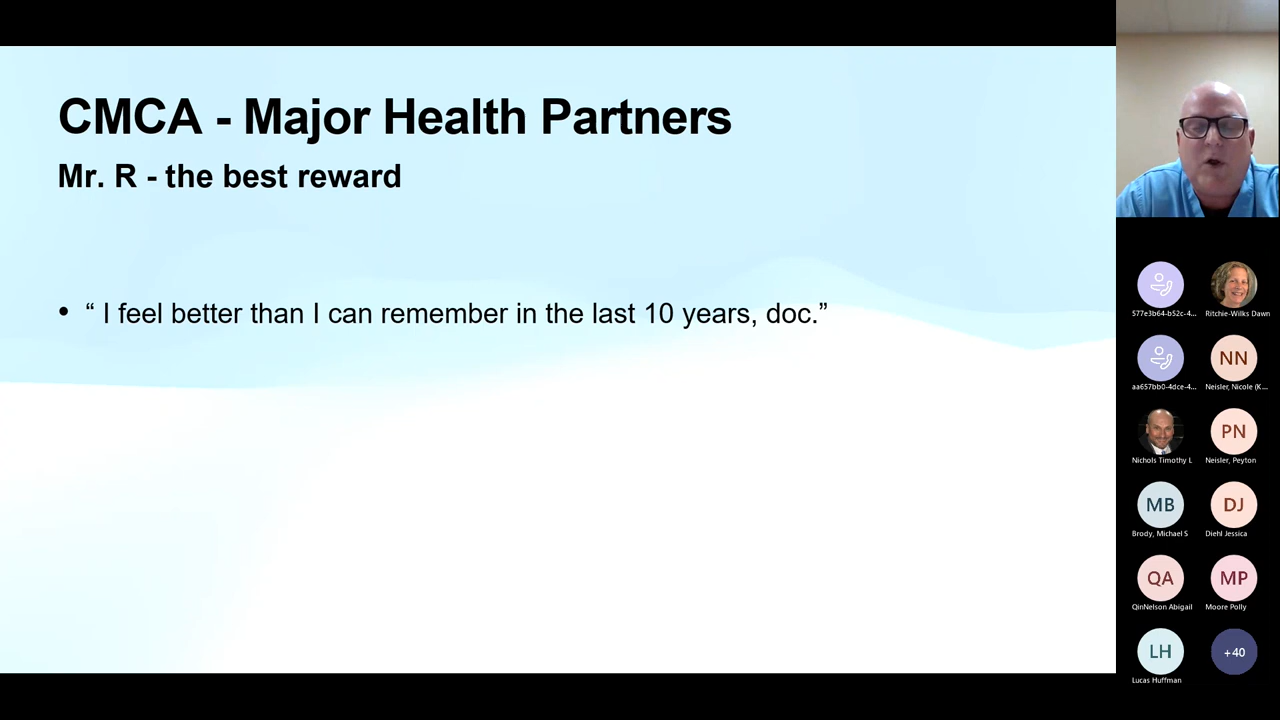 CMCA - Major Health Partners
Mr. R - the best reward
• “ I feel better than I can remember in the last 10 years, doc.”
577e3b64-b52c-4...
Ritchie-Wilks Dawn
aa657bb0-4dce-4...
NN
Neisler, Nicole (K...
Nichols Timothy L
PN
Neisler, Peyton
MB
Brody, Michael S
DJ
Diehl Jessica
QA
QinNelson Abigail
MP
Moore Polly
LH
Lucas Huffman
+40